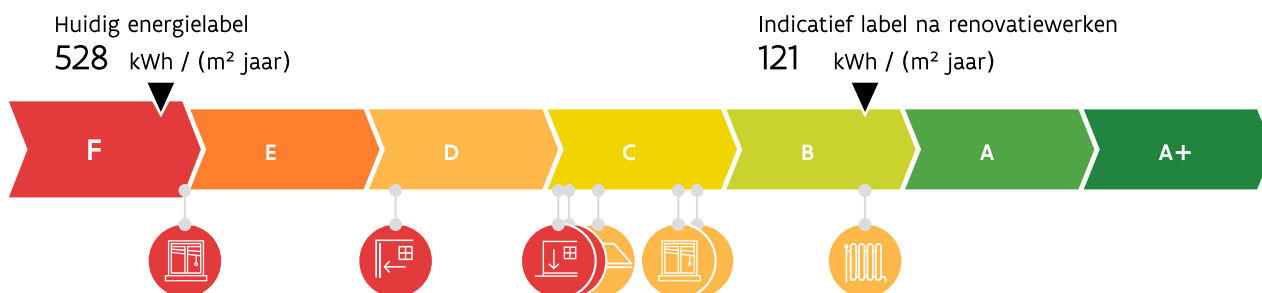 Huidig energielabel
528 kWh / (m² jaar)
Indicatief label na renovatiewerken
121 kWh / (m² jaar)
F E D C B A A+